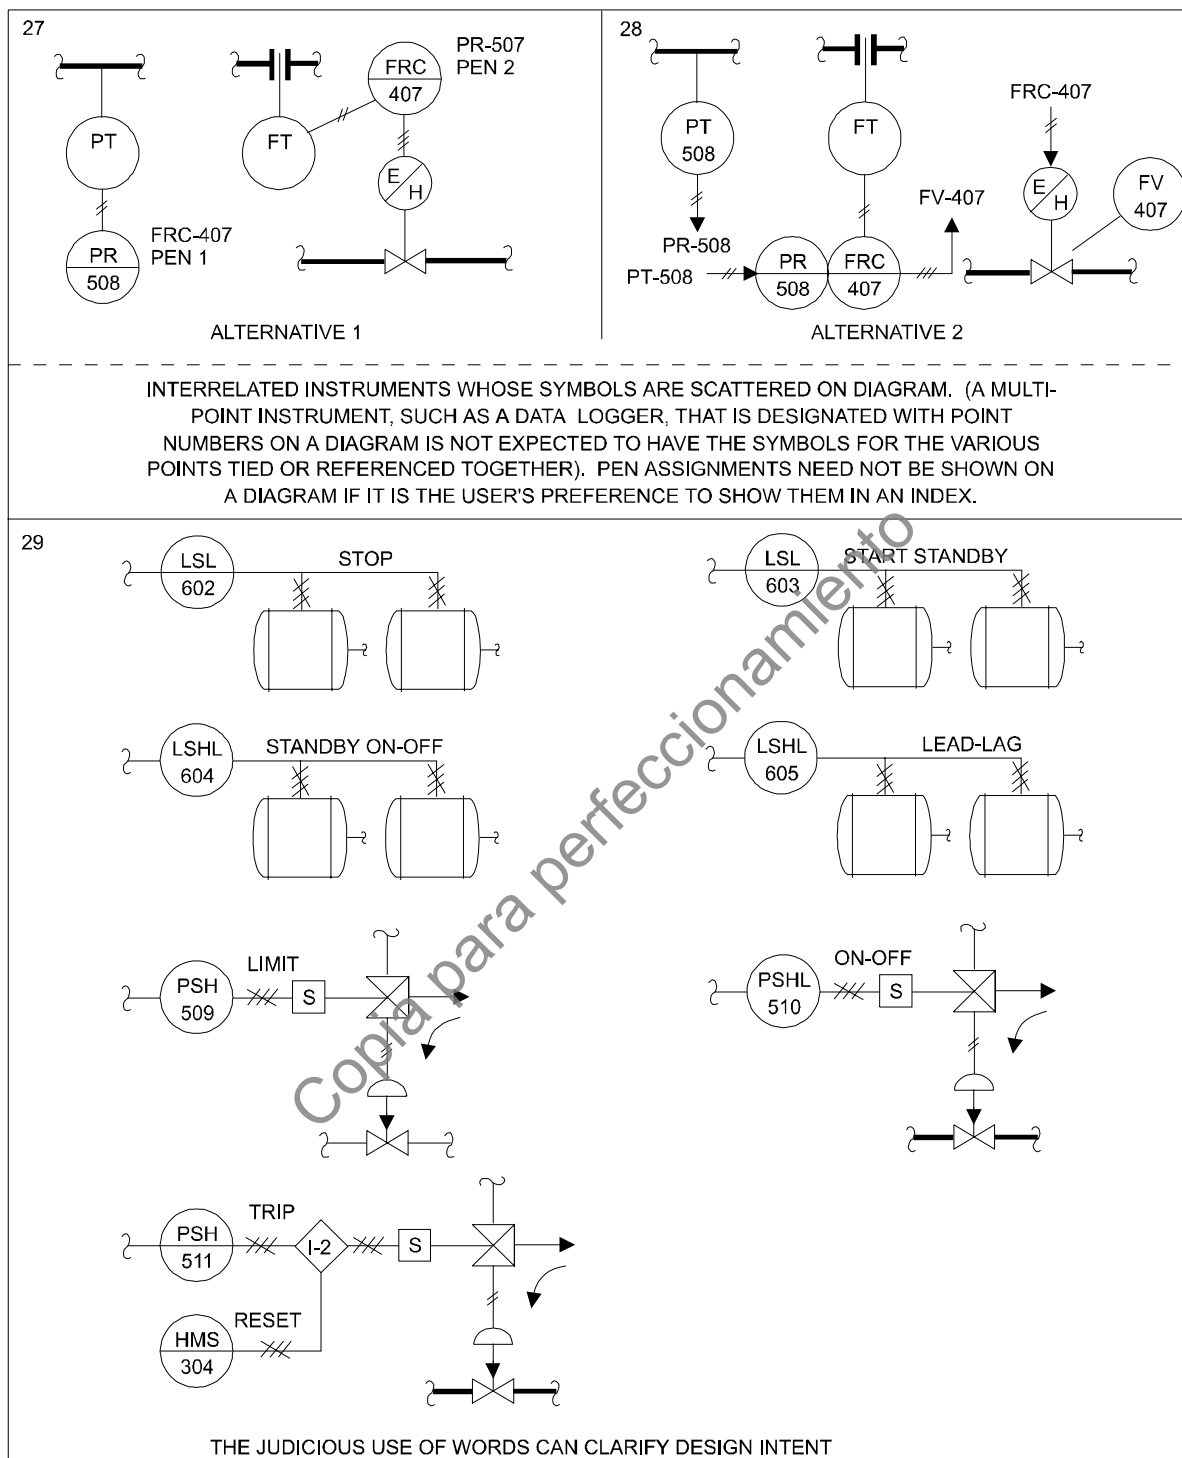 27
PT
PR
508
FRC-407
PEN 1
FT
FRC
407
PR-507
PEN 2
E
H
ALTERNATIVE 1
28
PT
508
PR-508
PT-508
PR
508
FT
FRC
407
FV-407
FRC-407
E
H
FV
407
ALTERNATIVE 2
INTERRELATED INSTRUMENTS WHOSE SYMBOLS ARE SCATTERED ON DIAGRAM. (A MULTI-
POINT INSTRUMENT, SUCH AS A DATA LOGGER, THAT IS DESIGNATED WITH POINT
NUMBERS ON A DIAGRAM IS NOT EXPECTED TO HAVE THE SYMBOLS FOR THE VARIOUS
POINTS TIED OR REFERENCED TOGETHER). PEN ASSIGNMENTS NEED NOT BE SHOWN ON
A DIAGRAM IF IT IS THE USER'S PREFERENCE TO SHOW THEM IN AN INDEX.
29
LSL
602
STOP
LSL
603
START STANDBY
LSHL
604
STANDBY ON-OFF
LSHL
605
LEAD-LAG
PSH
509
LIMIT
S
PSHL
510
ON-OFF
S
PSH
511
TRIP
I-2
S
HMS
304
RESET
THE JUDICIOUS USE OF WORDS CAN CLARIFY DESIGN INTENT
Copia para perfeccionamiento